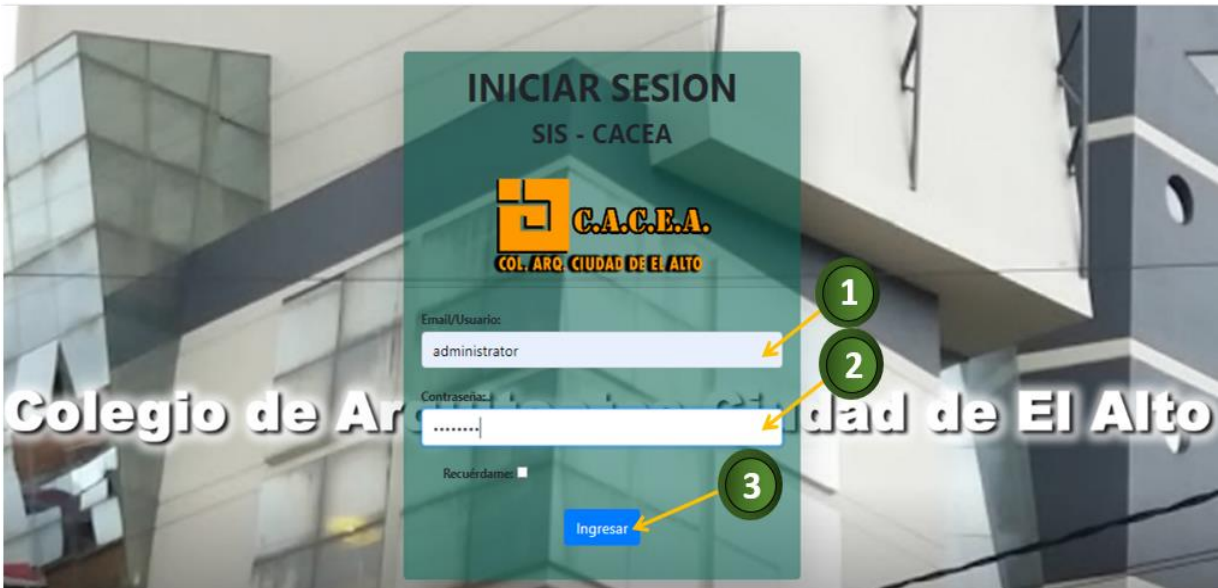 INICIAR SESION
SIS - CACEA
C.A.C.E.A.
COL. ARQ. CIUDAD DE EL ALTO
1
Email/Usuario:
administrator
2
Contraseña:
Colegio de Ar Ciudad de El Alto
••••••••
Recuérdame:
3
Ingresar